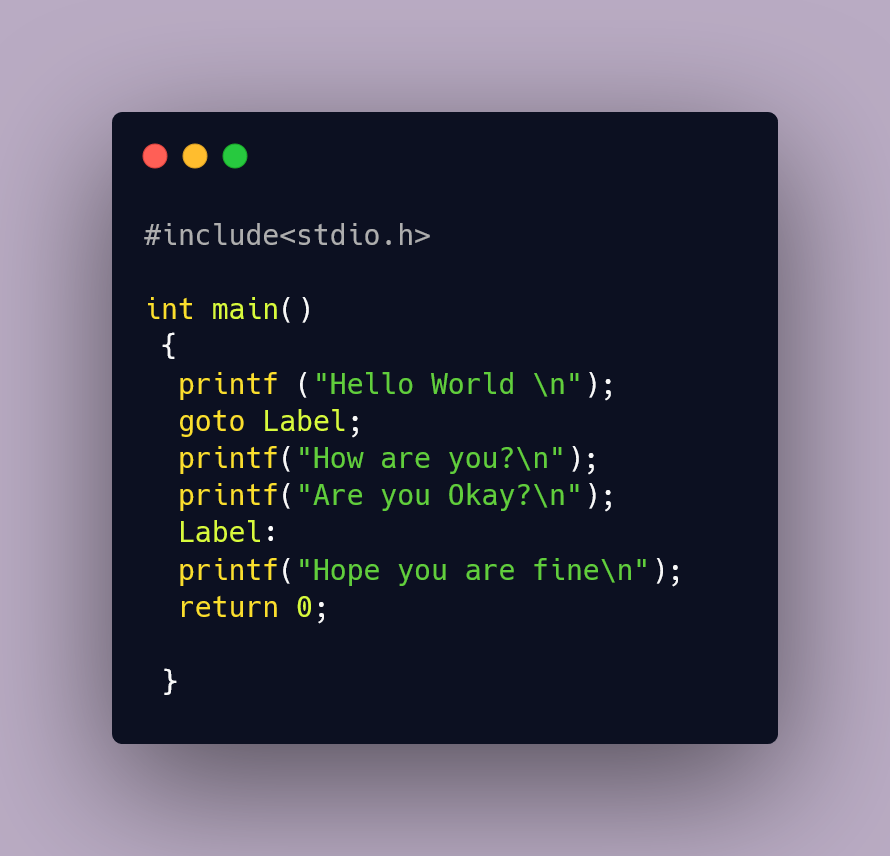 #include<stdio.h>
int main()
{
printf ("Hello World \n");
goto Label;
printf("How are you?\n");
printf("Are you Okay?\n");
Label:
printf("Hope you are fine\n");
return 0;
}